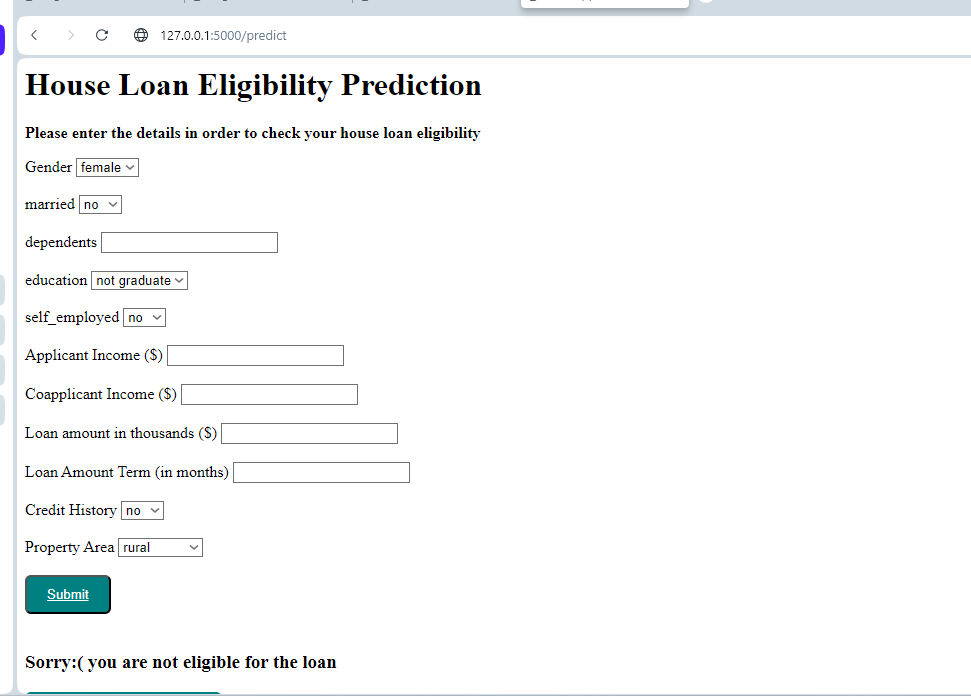 127.0.0.1:5000/predict
House Loan Eligibility Prediction
Please enter the details in order to check your house loan eligibility
Gender female
married no
dependents
education not graduate
self_employed no
Applicant Income ($)
Coapplicant Income ($)
Loan amount in thousands ($)
Loan Amount Term (in months)
Credit History no
Property Area rural
Submit
Sorry:( you are not eligible for the loan